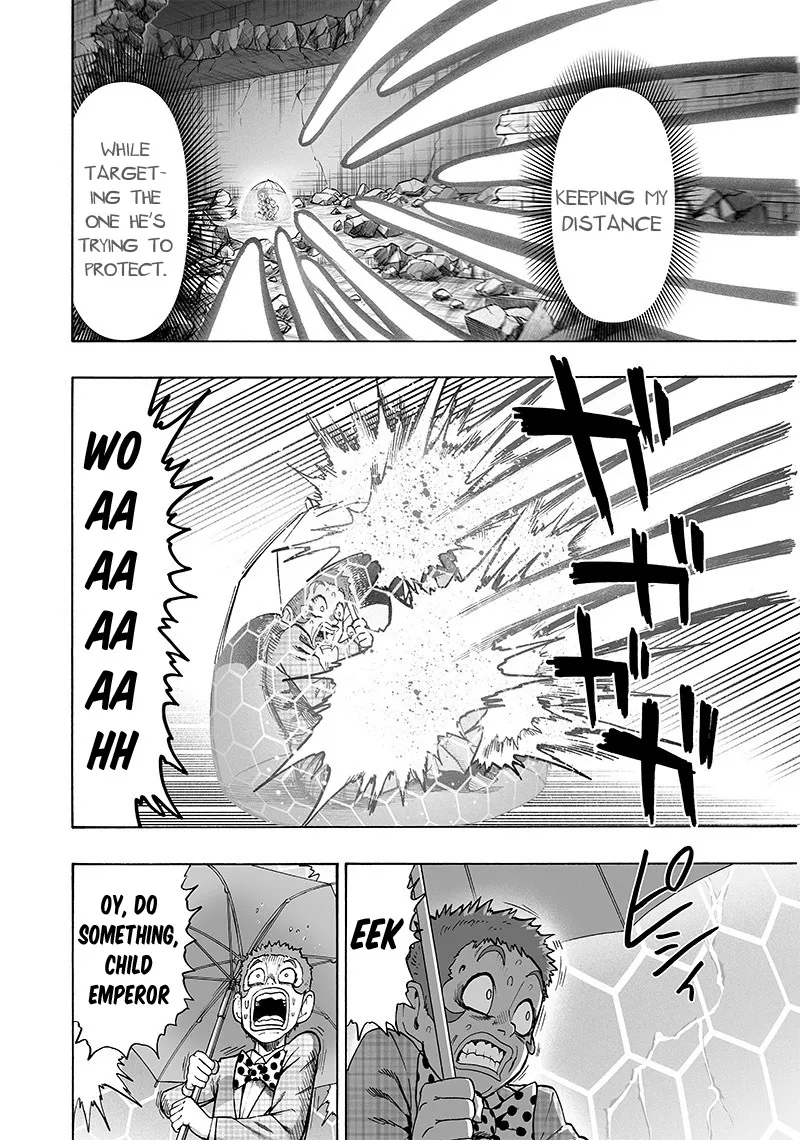 KEEPING MY
DISTANCE
WHILE
TARGET-
ING THE
ONE HE'S
TRYING TO
PROTECT.
ガガガガ
WO
AA
AA
AA
AA
HH
ピシ
EEK
OY, DO
SOMETHING,
CHILD
EMPEROR